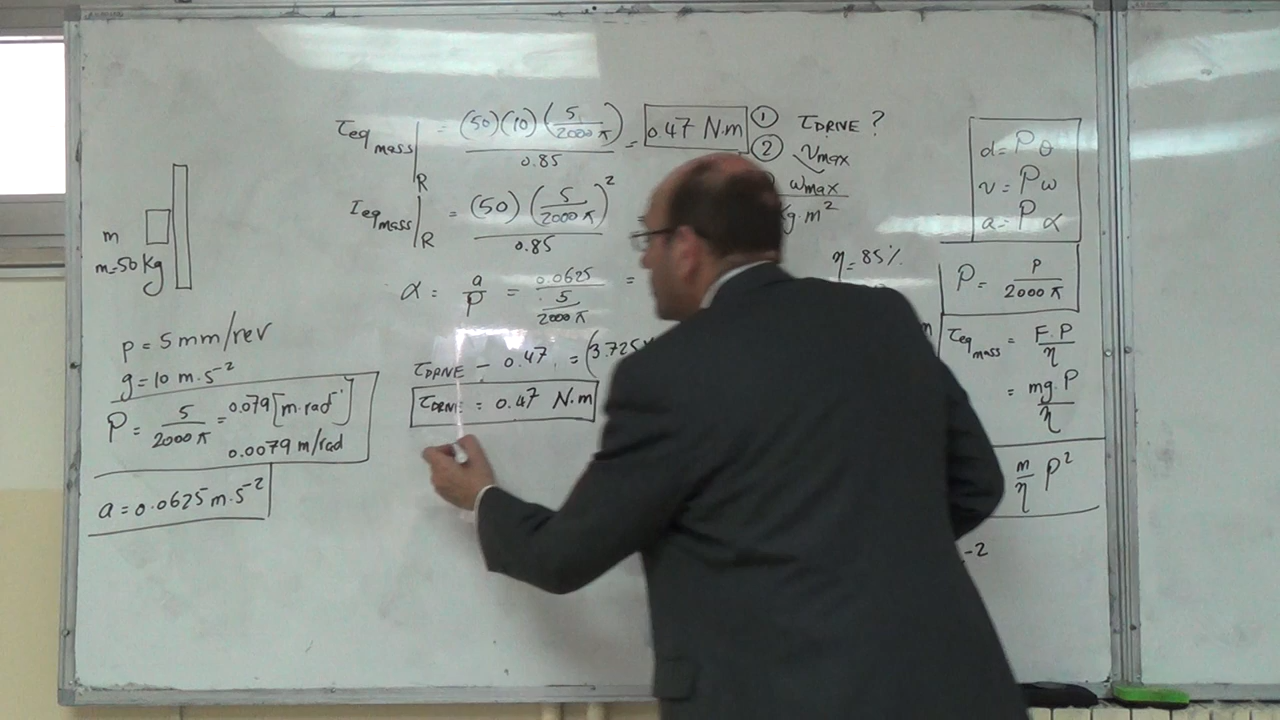 m
m=50 kg
p = 5 mm/rev
g = 10 m·s⁻²
P = 5/(2000π) = 0.079 [m·rad⁻¹]
0.0079 m/rad
a = 0.0625 m·s⁻²
τeq mass|R = (50)(10)(5/(2000π))/0.85 = 0.47 N·m
Ieq mass|R = (50)(5/(2000π))²/0.85 =
kg·m²
α = a/P = 0.0625/(5/(2000π)) =
τDRIVE − 0.47 = (3.725
τDRIVE = 0.47 N·m
① τDRIVE ?
② vmax
ωmax
η = 85%
d = Pθ
v = Pω
a = Pα
P = p/(2000π)
τeq mass = F·P/η
= mg·P/η
m/η P²
-2